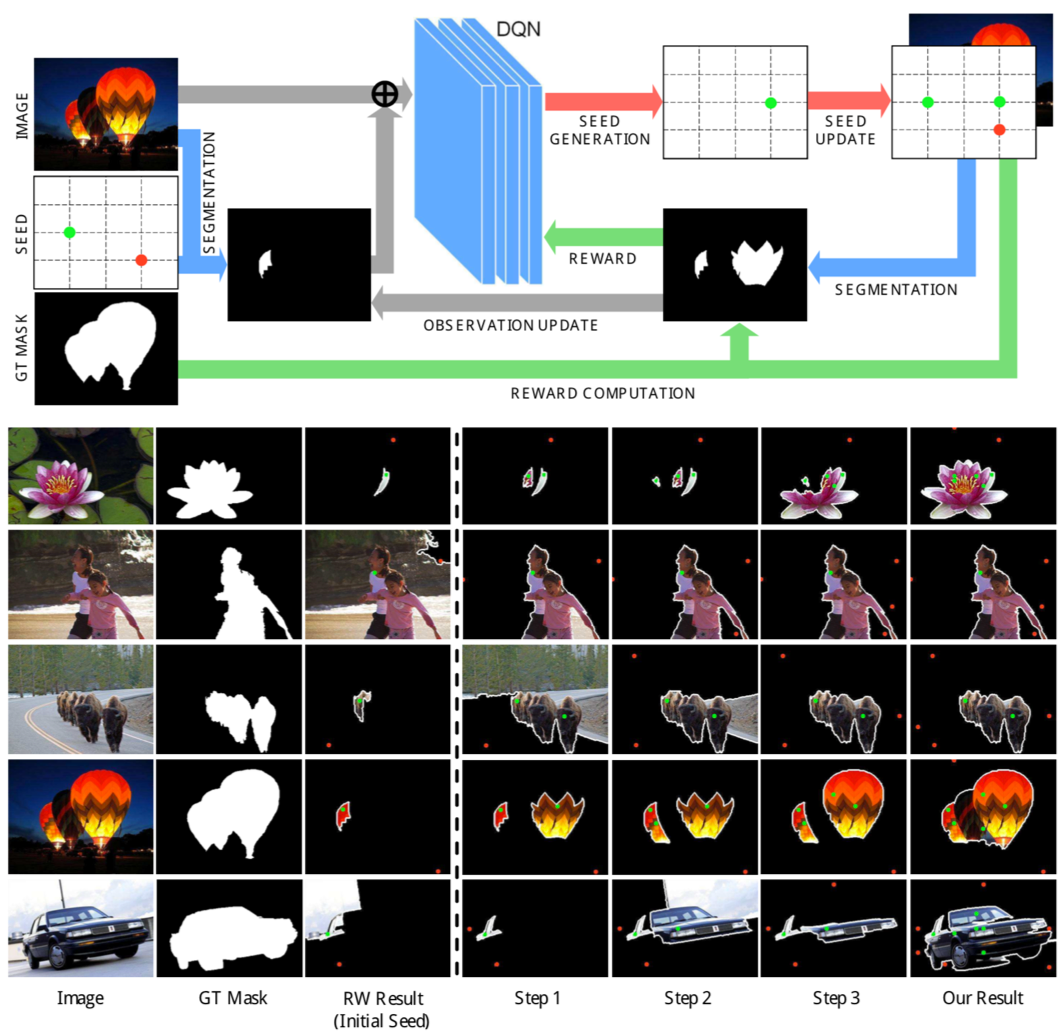 DQN
IMAGE
SEGMENTATION
SEED
GENERATION
SEED
UPDATE
SEED
REWARD
SEGMENTATION
OBSERVATION UPDATE
GT MASK
REWARD COMPUTATION
Image
GT Mask
RW Result
(Initial Seed)
Step 1
Step 2
Step 3
Our Result